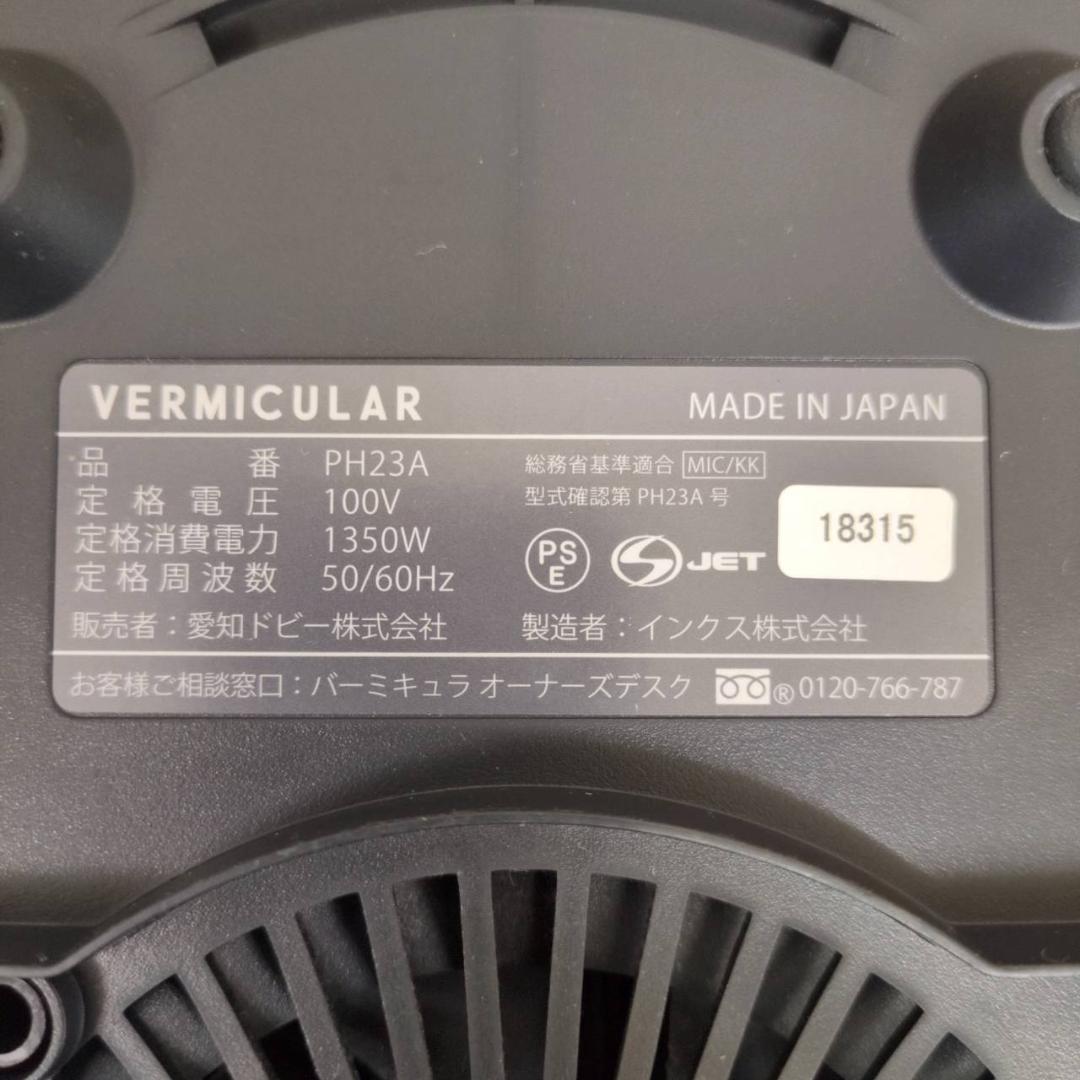 VERMICULAR MADE IN JAPAN
品番 PH23A
定格電圧 100V
定格消費電力 1350W
定格周波数 50/60Hz
総務省基準適合 MIC/KK
型式確認第 PH23A 号
PSE JET
18315
販売者：愛知ドビー株式会社 製造者：インクス株式会社
お客様ご相談窓口：バーミキュラ オーナーズデスク ® 0120-766-787